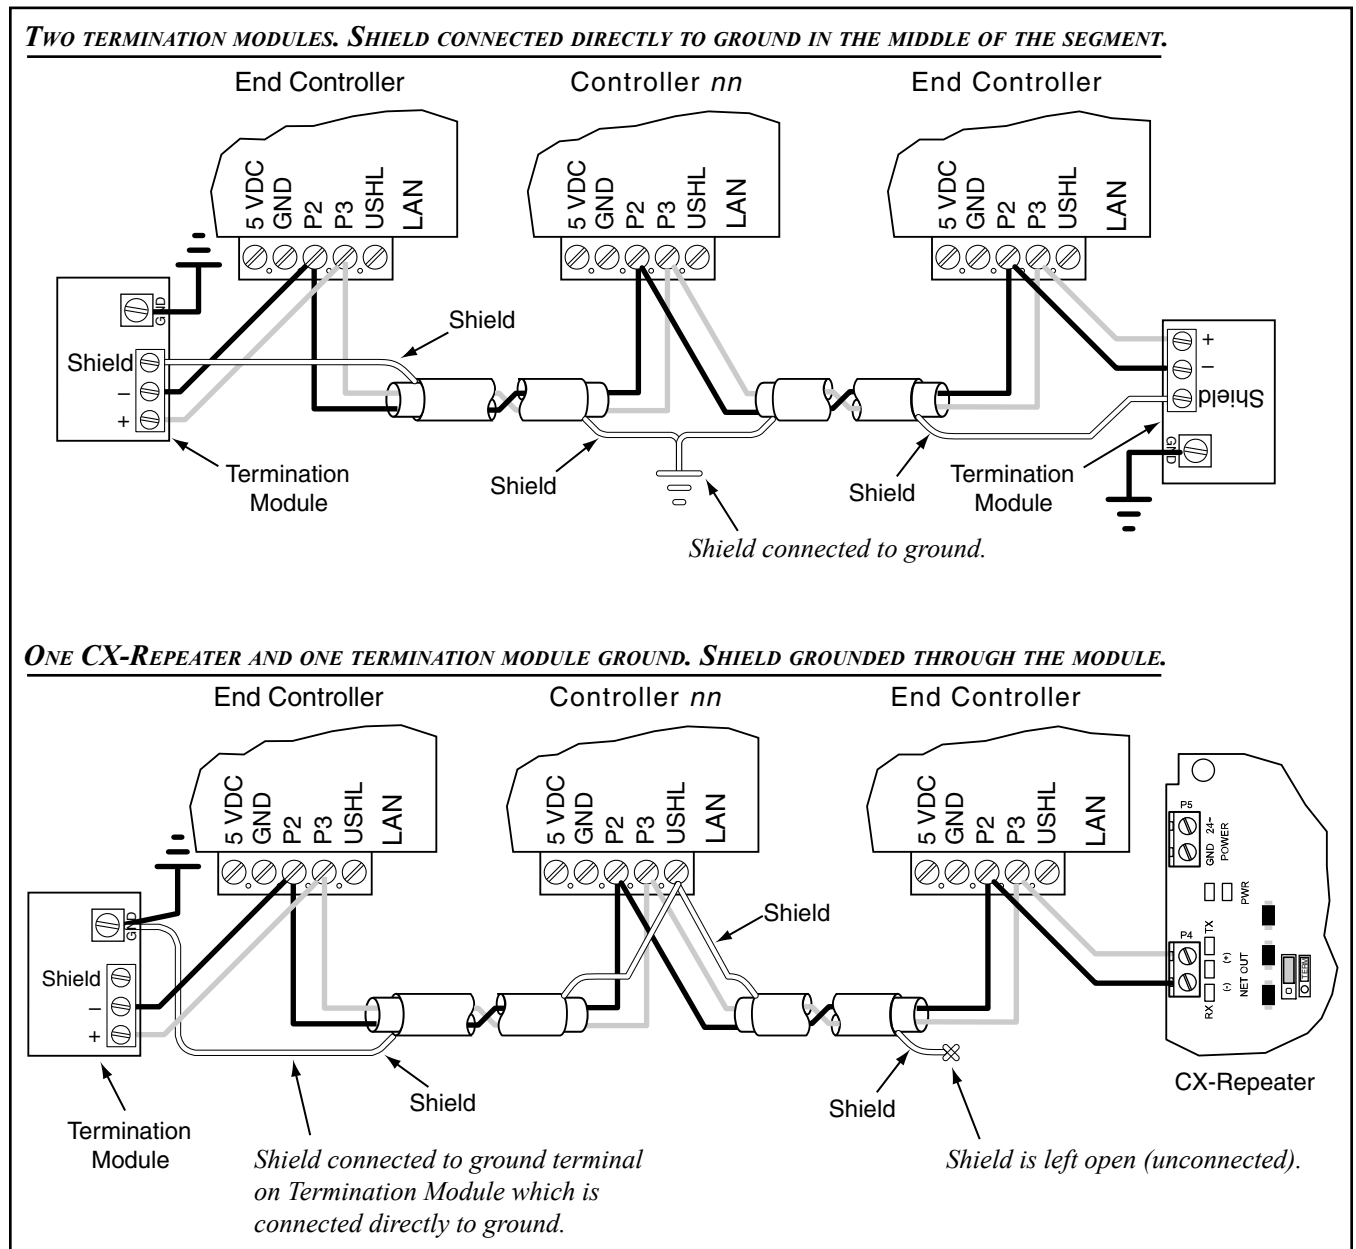 TWO TERMINATION MODULES. SHIELD CONNECTED DIRECTLY TO GROUND IN THE MIDDLE OF THE SEGMENT.
End Controller
Controller nn
End Controller
5 VDC
GND
P2
P3
USHL
LAN
5 VDC
GND
P2
P3
USHL
LAN
5 VDC
GND
P2
P3
USHL
LAN
GND
Shield
–
+
Shield
+
–
Shield
GND
Termination
Module
Shield
Shield
Termination
Module
Shield connected to ground.
ONE CX-REPEATER AND ONE TERMINATION MODULE GROUND. SHIELD GROUNDED THROUGH THE MODULE.
End Controller
Controller nn
End Controller
5 VDC
GND
P2
P3
USHL
LAN
5 VDC
GND
P2
P3
USHL
LAN
5 VDC
GND
P2
P3
USHL
LAN
P5
24~
GND
POWER
PWR
P4
TX
(+)
(-)
RX
NET OUT
TERM
CX-Repeater
GND
Shield
–
+
Shield
Shield
Shield
Termination
Module
Shield connected to ground terminal
on Termination Module which is
connected directly to ground.
Shield is left open (unconnected).